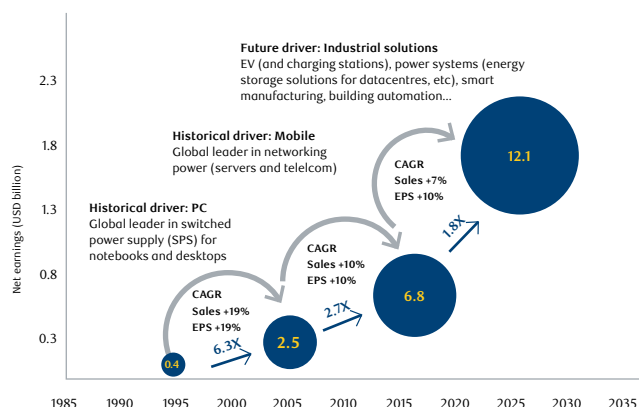 Future driver: Industrial solutions
EV (and charging stations), power systems (energy
storage solutions for datacentres, etc), smart
manufacturing, building automation...
Historical driver: Mobile
Global leader in networking
power (servers and telelcom)
Historical driver: PC
Global leader in switched
power supply (SPS) for
notebooks and desktops
Net earnings (USD billion)
2.3
1.8
1.3
0.8
0.3
CAGR
Sales +19%
EPS +19%
CAGR
Sales +10%
EPS +10%
CAGR
Sales +7%
EPS +10%
0.4
6.3X
2.5
2.7X
6.8
1.8X
12.1
1985 1990 1995 2000 2005 2010 2015 2020 2025 2030 2035